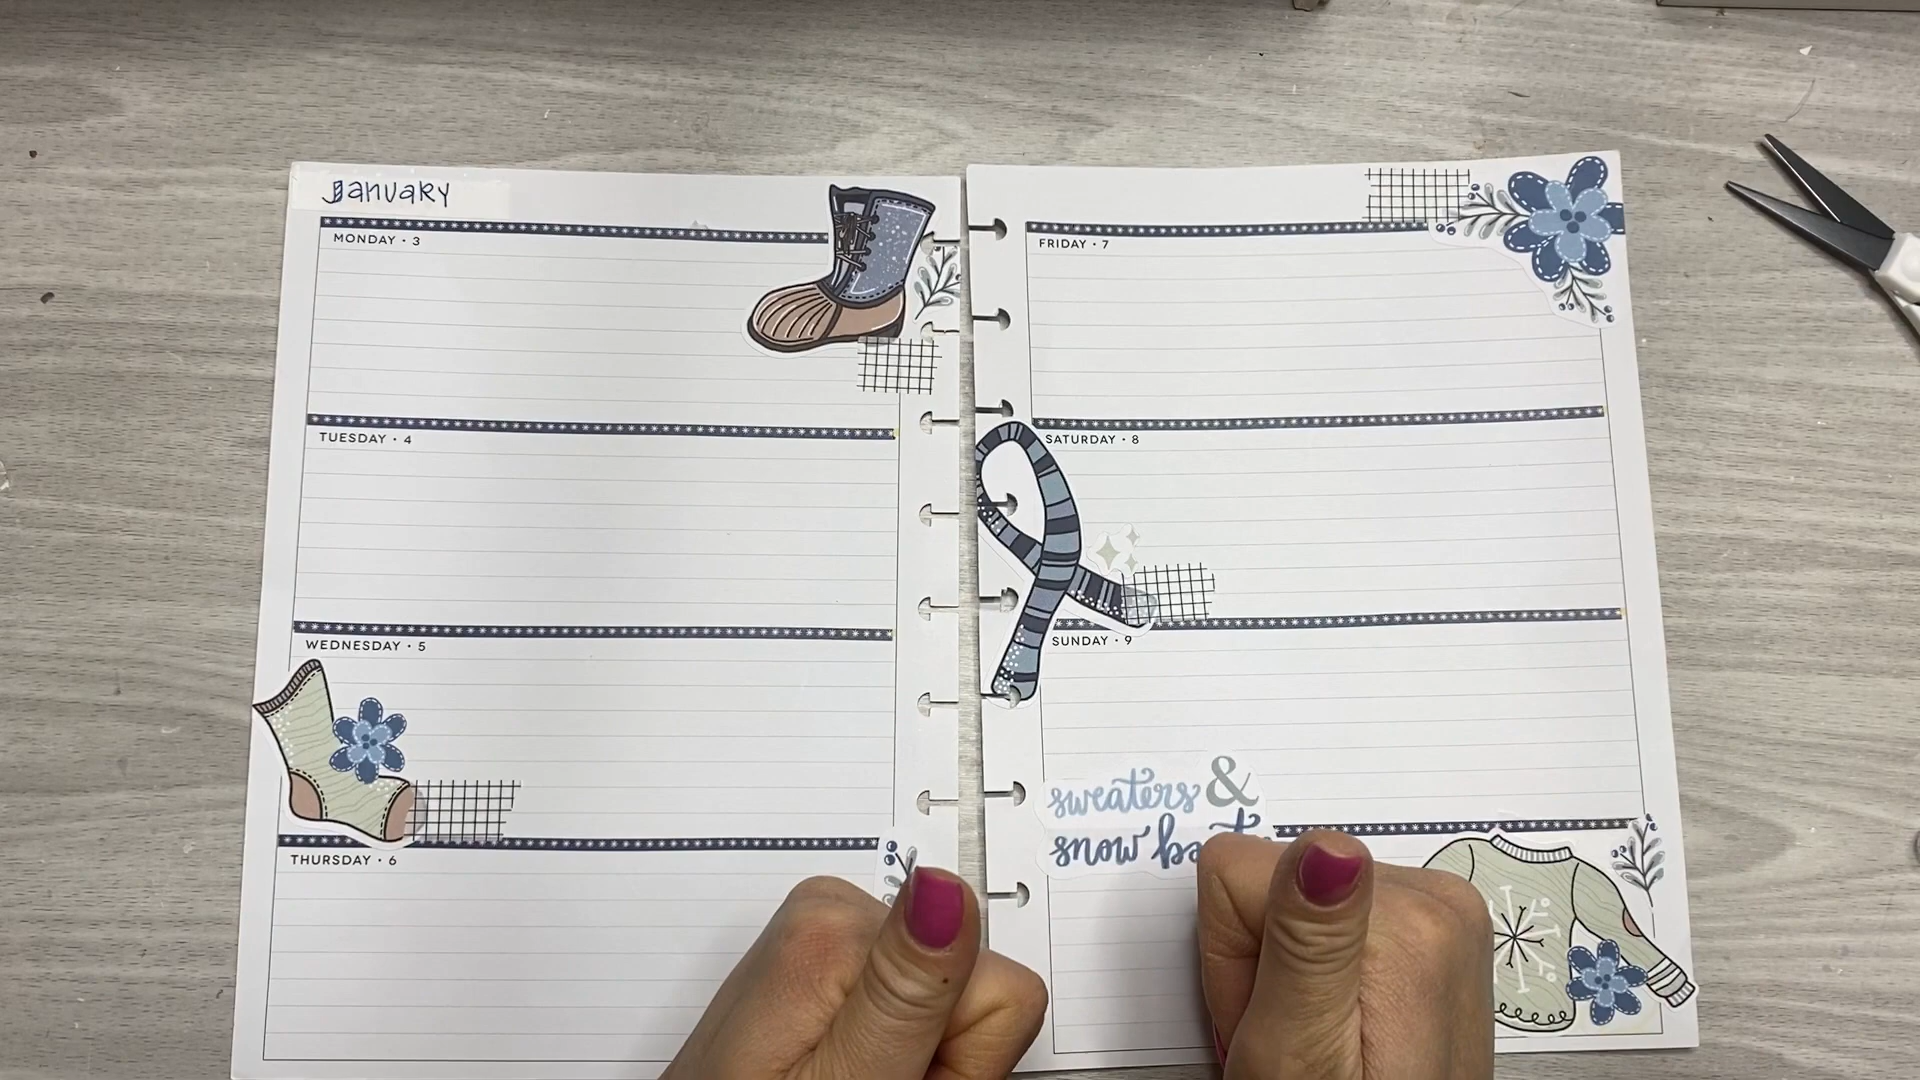 January
MONDAY • 3
TUESDAY • 4
WEDNESDAY • 5
THURSDAY • 6
FRIDAY • 7
SATURDAY • 8
SUNDAY • 9
sweaters &
snow